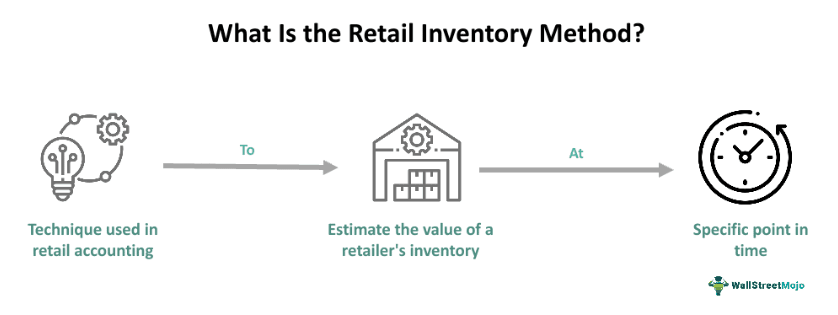 What Is the Retail Inventory Method?
To
At
Technique used in
retail accounting
Estimate the value of a
retailer's inventory
Specific point in
time
WallStreetMojo